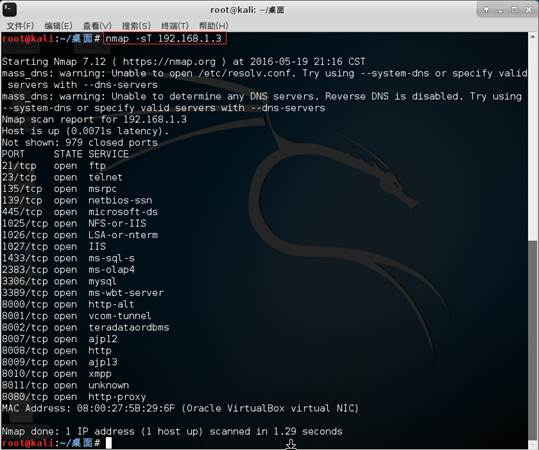 root@kali: ~/桌面
文件(F) 编辑(E) 查看(V) 搜索(S) 终端(T) 帮助(H)
root@kali:~/桌面# nmap -sT 192.168.1.3
Starting Nmap 7.12 ( https://nmap.org ) at 2016-05-19 21:16 CST
mass_dns: warning: Unable to open /etc/resolv.conf. Try using --system-dns or specify valid
servers with --dns-servers
mass_dns: warning: Unable to determine any DNS servers. Reverse DNS is disabled. Try using
--system-dns or specify valid servers with --dns-servers
Nmap scan report for 192.168.1.3
Host is up (0.0071s latency).
Not shown: 979 closed ports
PORT STATE SERVICE
21/tcp open ftp
23/tcp open telnet
135/tcp open msrpc
139/tcp open netbios-ssn
445/tcp open microsoft-ds
1025/tcp open NFS-or-IIS
1026/tcp open LSA-or-nterm
1027/tcp open IIS
1433/tcp open ms-sql-s
2383/tcp open ms-olap4
3306/tcp open mysql
3389/tcp open ms-wbt-server
8000/tcp open http-alt
8001/tcp open vcom-tunnel
8002/tcp open teradataordbms
8007/tcp open ajp12
8008/tcp open http
8009/tcp open ajp13
8010/tcp open xmpp
8011/tcp open unknown
8080/tcp open http-proxy
MAC Address: 08:00:27:5B:29:6F (Oracle VirtualBox virtual NIC)
Nmap done: 1 IP address (1 host up) scanned in 1.29 seconds
root@kali:~/桌面#